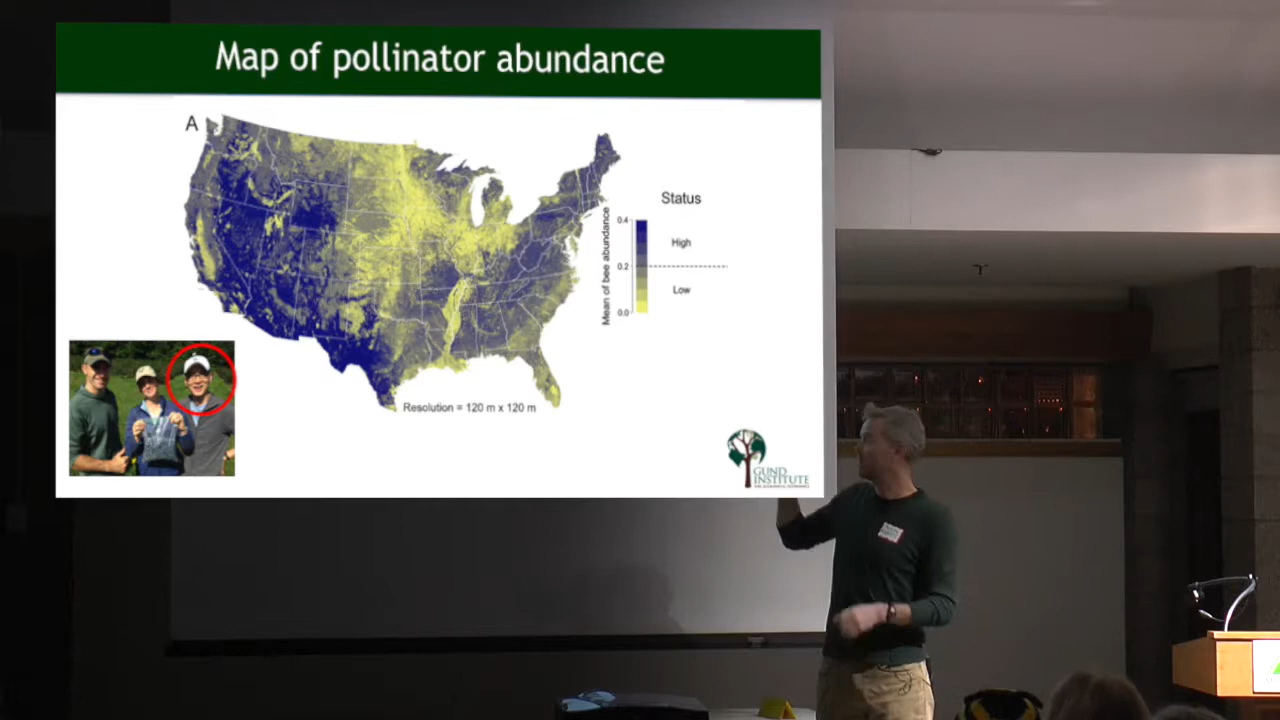 Map of pollinator abundance
A
Status
Mean of bee abundance
0.4
High
0.2
Low
0.0
Resolution = 120 m x 120 m
GUND
INSTITUTE